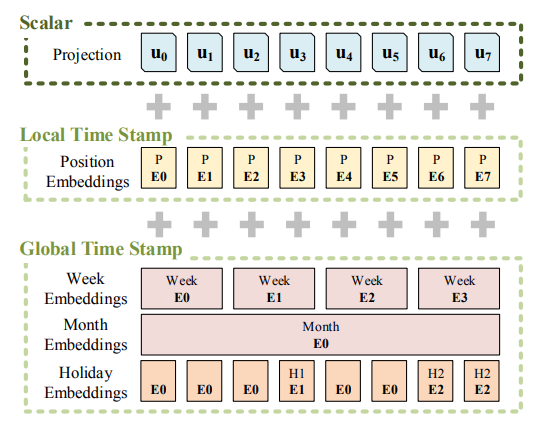 Scalar
Projection u0 u1 u2 u3 u4 u5 u6 u7
Local Time Stamp
Position P P P P P P P P
Embeddings E0 E1 E2 E3 E4 E5 E6 E7
Global Time Stamp
Week Week Week Week Week
Embeddings E0 E1 E2 E3
Month Month
Embeddings E0
Holiday H1 H2 H2
Embeddings E0 E0 E0 E1 E0 E0 E2 E2